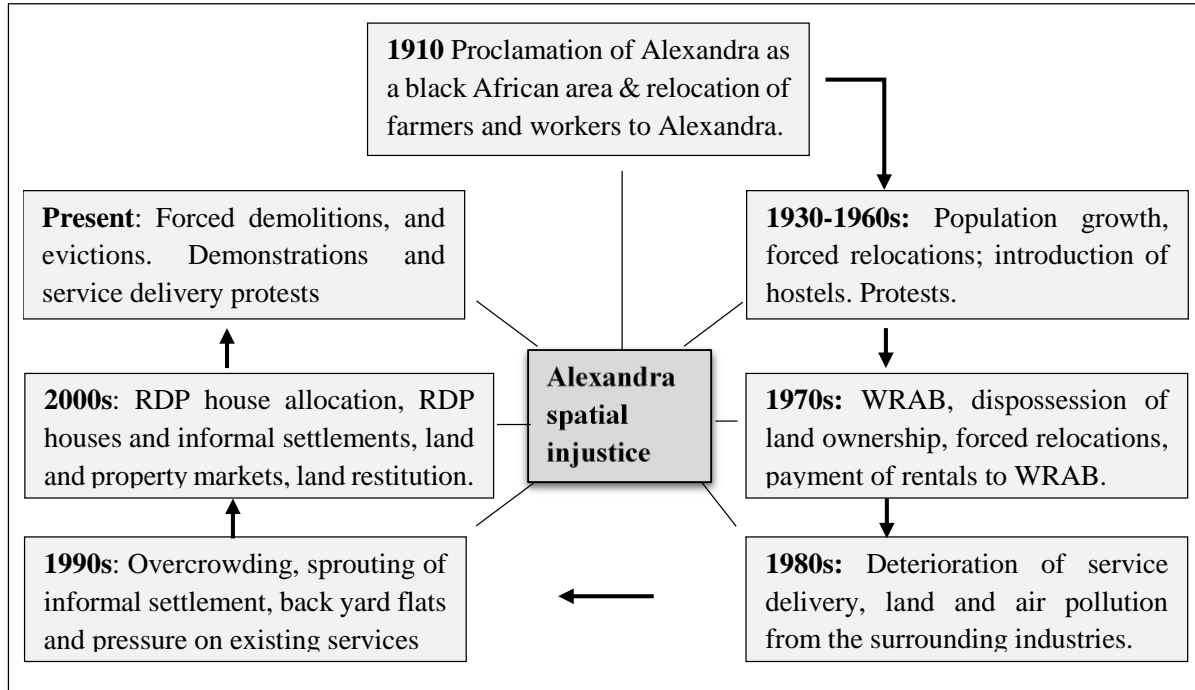 1910 Proclamation of Alexandra as
a black African area & relocation of
farmers and workers to Alexandra.
1930-1960s: Population growth,
forced relocations; introduction of
hostels. Protests.
1970s: WRAB, dispossession of
land ownership, forced relocations,
payment of rentals to WRAB.
1980s: Deterioration of service
delivery, land and air pollution
from the surrounding industries.
1990s: Overcrowding, sprouting of
informal settlement, back yard flats
and pressure on existing services
2000s: RDP house allocation, RDP
houses and informal settlements, land
and property markets, land restitution.
Present: Forced demolitions, and
evictions. Demonstrations and
service delivery protests
Alexandra
spatial
injustice